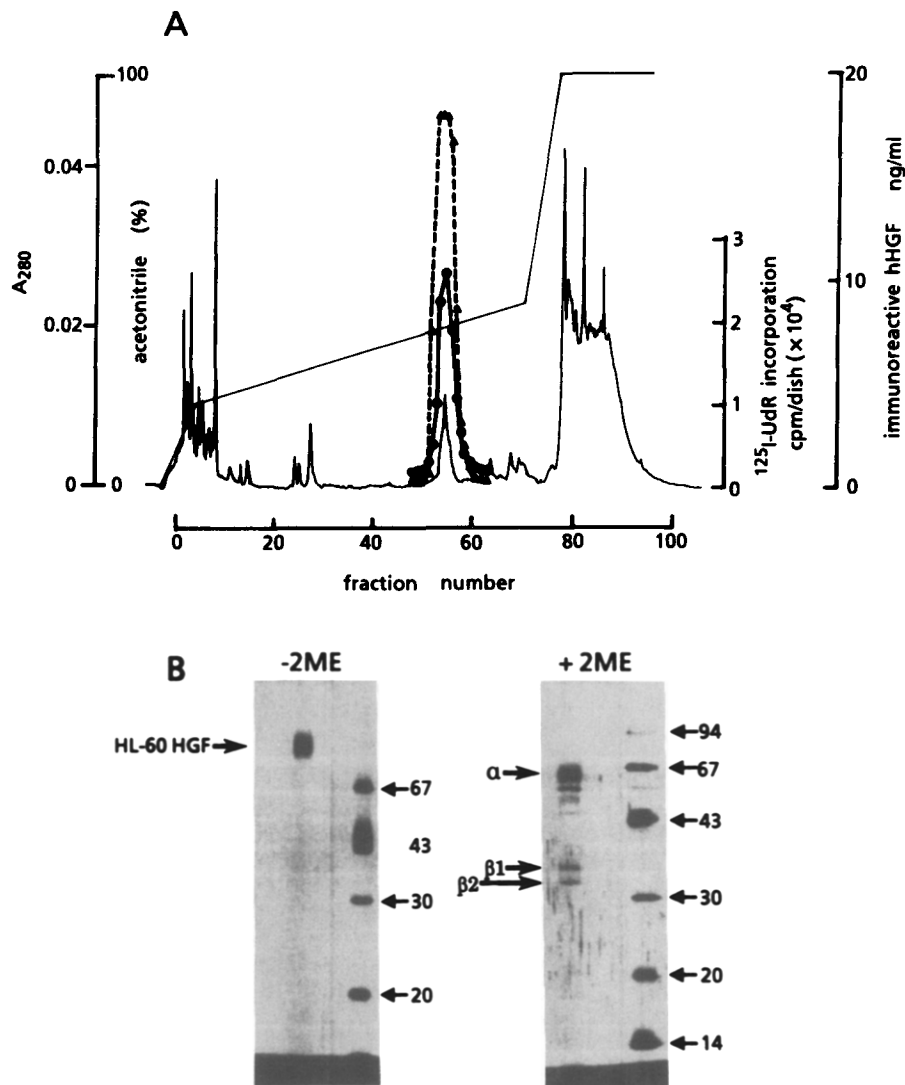 A
100
20
0.04
acetonitrile (%)
A280
0.02
3
2
1
0
125I-UdR incorporation
cpm/dish (× 10⁴)
10
immunoreactive hHGF ng/ml
0
0
0
0 20 40 60 80 100
fraction number
B
-2ME
+ 2ME
HL-60 HGF
67
43
30
20
α
β1
β2
94
67
43
30
20
14